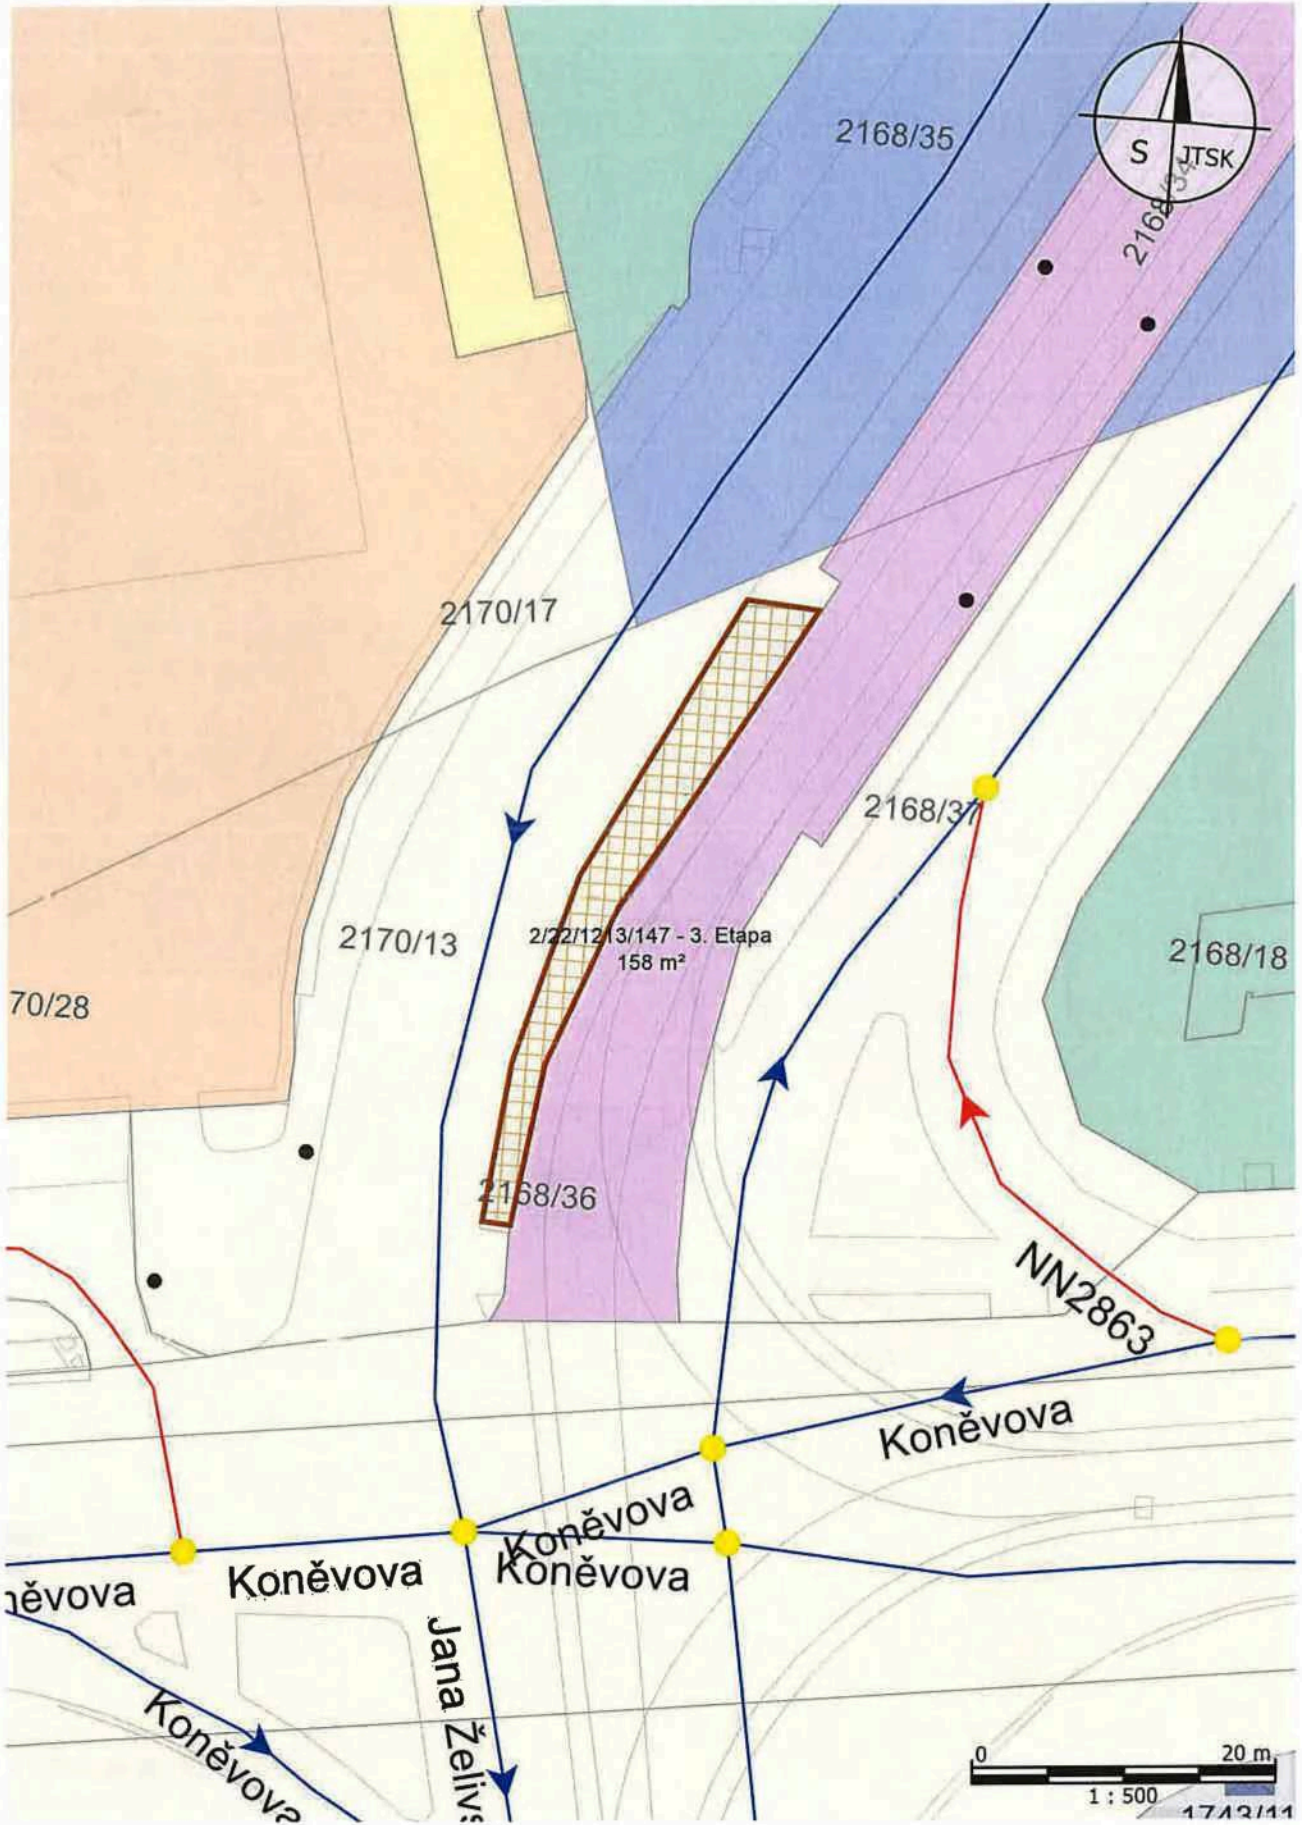 2168/35
S JTSK
2168/34
2170/17
2168/37
2170/13
2/22/1213/147 - 3. Etapa
158 m²
2168/18
70/28
2168/36
NN2863
Koněvova
Koněvova
Koněvova
Koněvova
něvova
Jana Želivs
Koněvova
0 20 m
1 : 500
1743/11